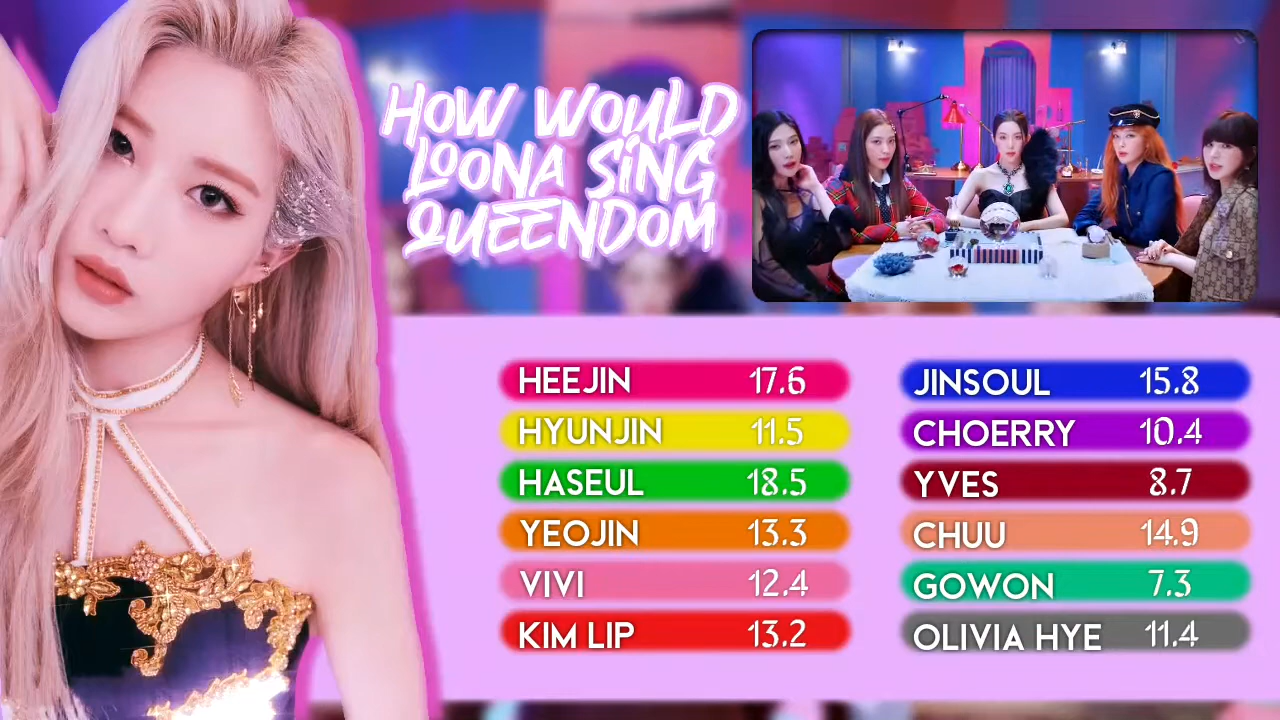 HOW WOULD
LOONA SING
QUEENDOM
HEEJIN 17.6
HYUNJIN 11.5
HASEUL 18.5
YEOJIN 13.3
VIVI 12.4
KIM LIP 13.2
JINSOUL 15.8
CHOERRY 10.4
YVES 8.7
CHUU 14.9
GOWON 7.3
OLIVIA HYE 11.4